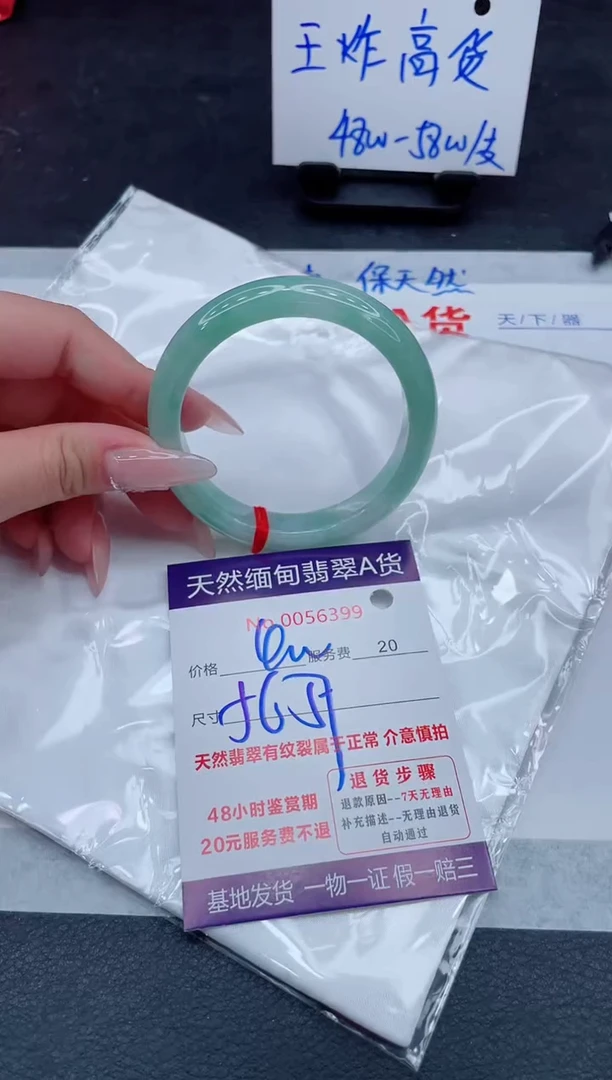 王炸高货
48w-58w/支
保天然
A货
天/下/
天然缅甸翡翠A货
No.0056399
价格 服务费 20
尺寸 56
天然翡翠有纹裂属于正常 介意慎拍
48小时鉴赏期
20元服务费不退
退货步骤
退款原因--7天无理由
补充描述--无理由退货
自动通过
基地发货 一物一证 假一赔三